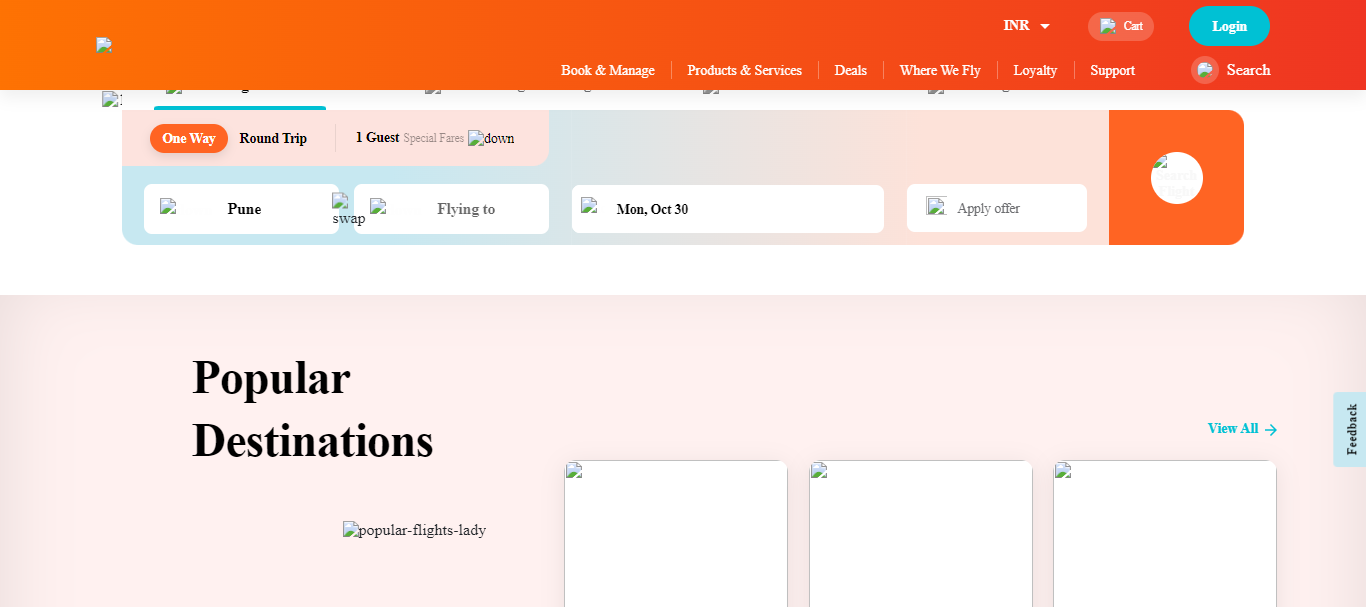 INR
Cart
Login
Book & Manage
Products & Services
Deals
Where We Fly
Loyalty
Support
Search
One Way
Round Trip
1 Guest Special Fares down
Pune
swap
Flying to
Mon, Oct 30
Apply offer
Popular
Destinations
View All
Feedback
popular-flights-lady